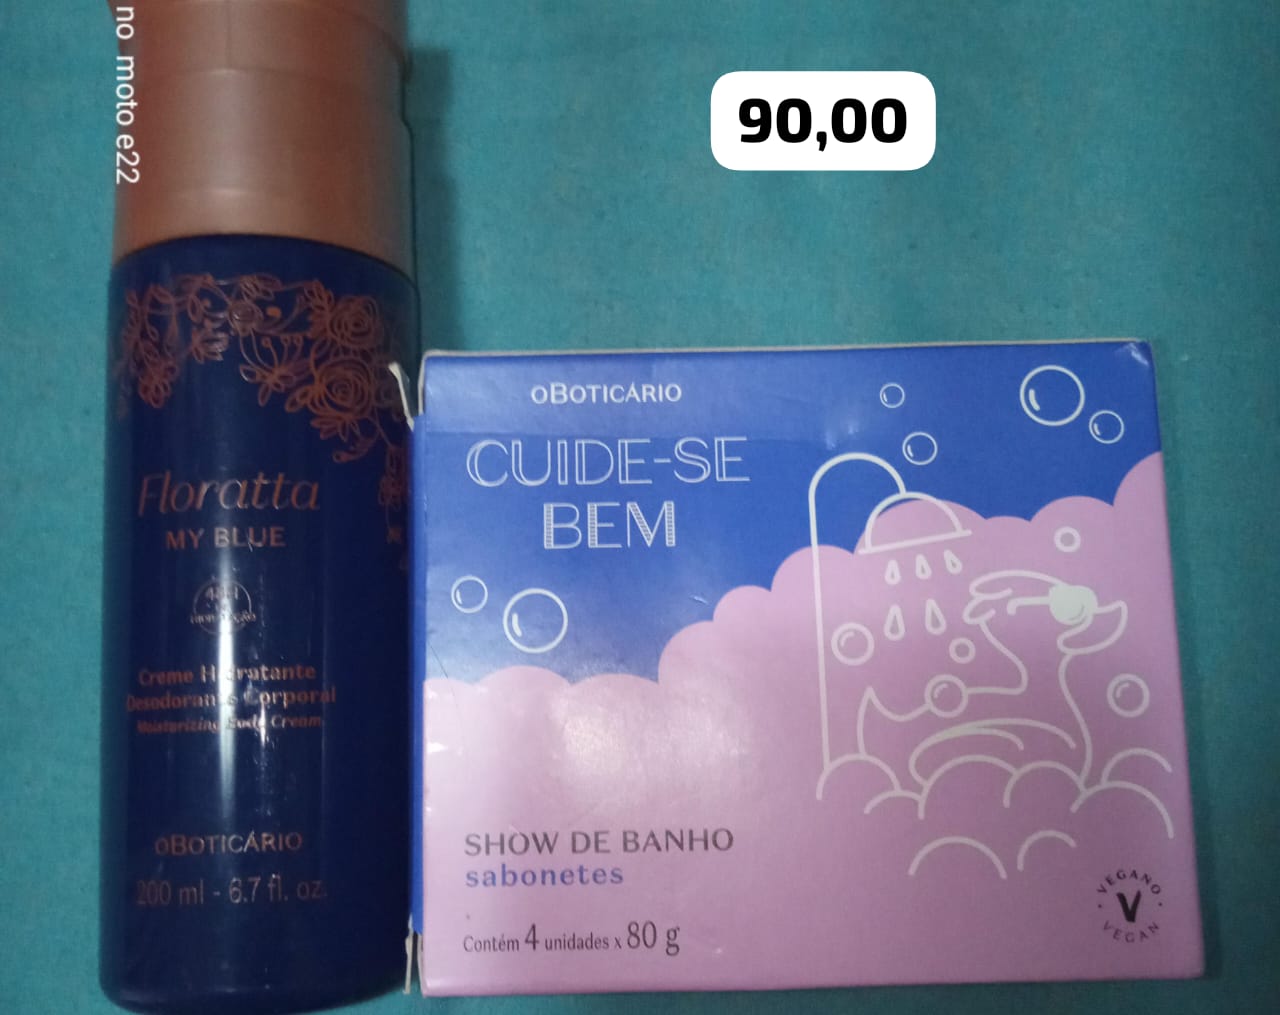 no moto e22
90,00
Floratta
MY BLUE
Creme Hidratante
Desodorante Corporal
Moisturizing Body Cream
oBOTICÁRIO
200 ml - 6.7 fl. oz.
oBOTICÁRIO
CUIDE-SE
BEM
SHOW DE BANHO
sabonetes
Contém 4 unidades x 80 g
VEGANO
V
VEGAN